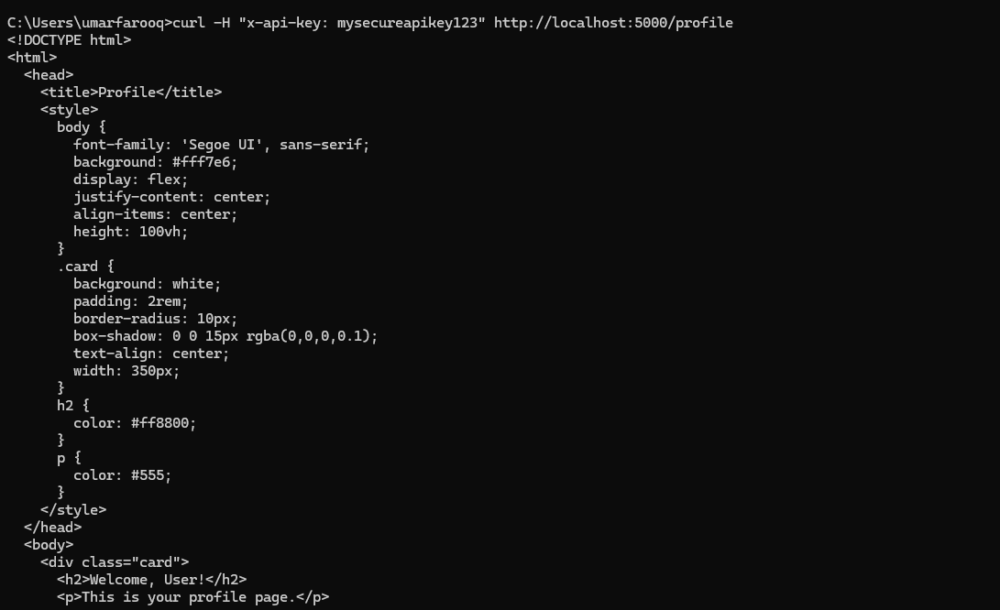 C:\Users\umarfarooq>curl -H "x-api-key: mysecureapikey123" http://localhost:5000/profile
<!DOCTYPE html>
<html>
  <head>
    <title>Profile</title>
    <style>
      body {
        font-family: 'Segoe UI', sans-serif;
        background: #fff7e6;
        display: flex;
        justify-content: center;
        align-items: center;
        height: 100vh;
      }
      .card {
        background: white;
        padding: 2rem;
        border-radius: 10px;
        box-shadow: 0 0 15px rgba(0,0,0,0.1);
        text-align: center;
        width: 350px;
      }
      h2 {
        color: #ff8800;
      }
      p {
        color: #555;
      }
    </style>
  </head>
  <body>
    <div class="card">
      <h2>Welcome, User!</h2>
      <p>This is your profile page.</p>